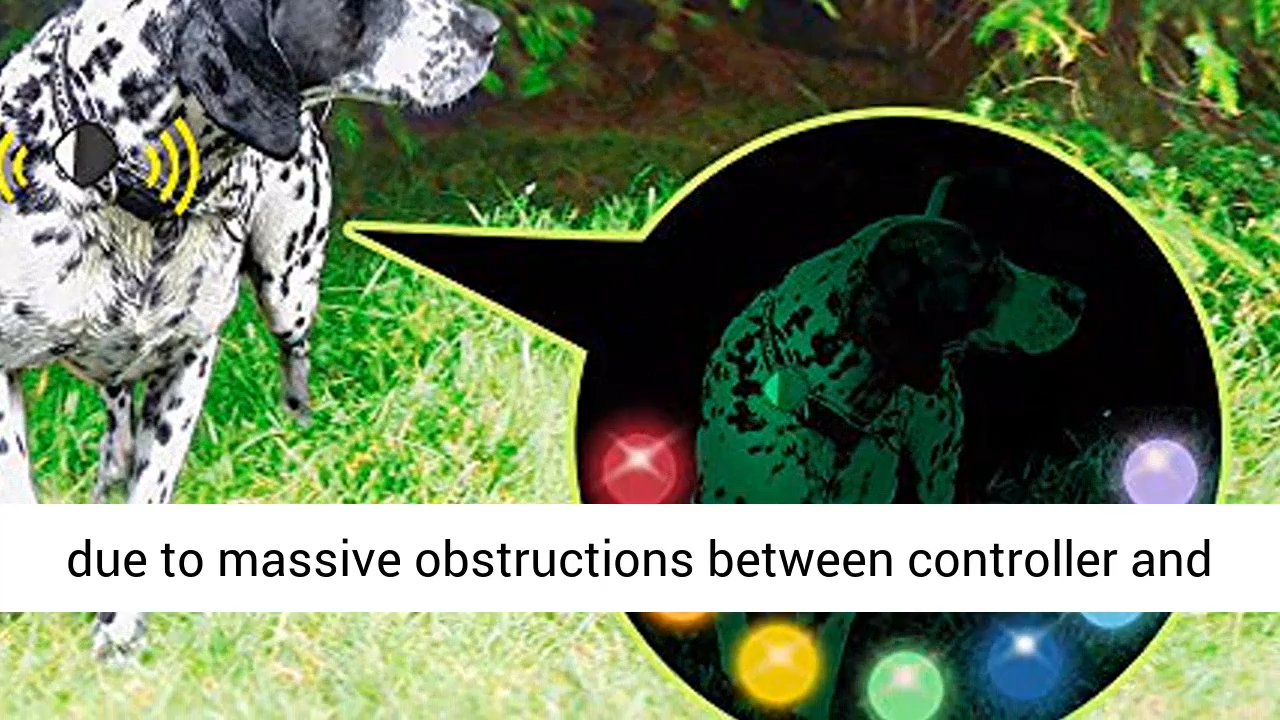 due to massive obstructions between controller and